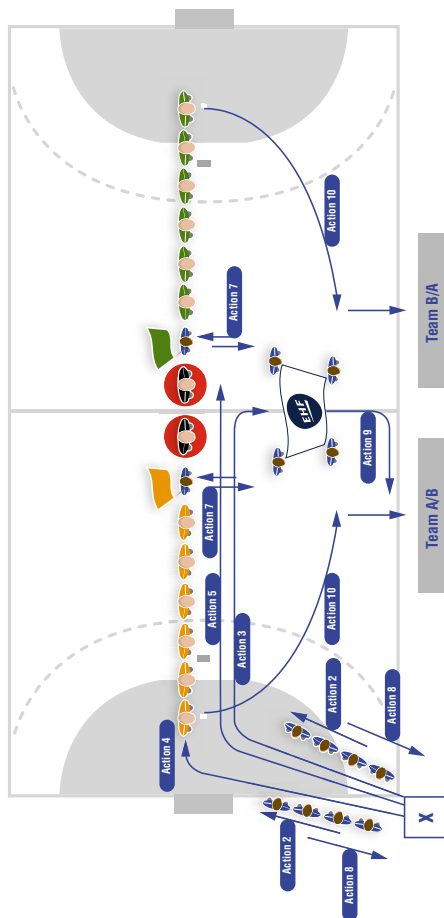 Action 10
Action 7
Team B/A
EHF
Action 9
Team A/B
Action 7
Action 5
Action 3
Action 10
Action 4
Action 2
Action 8
X
Action 2
Action 8